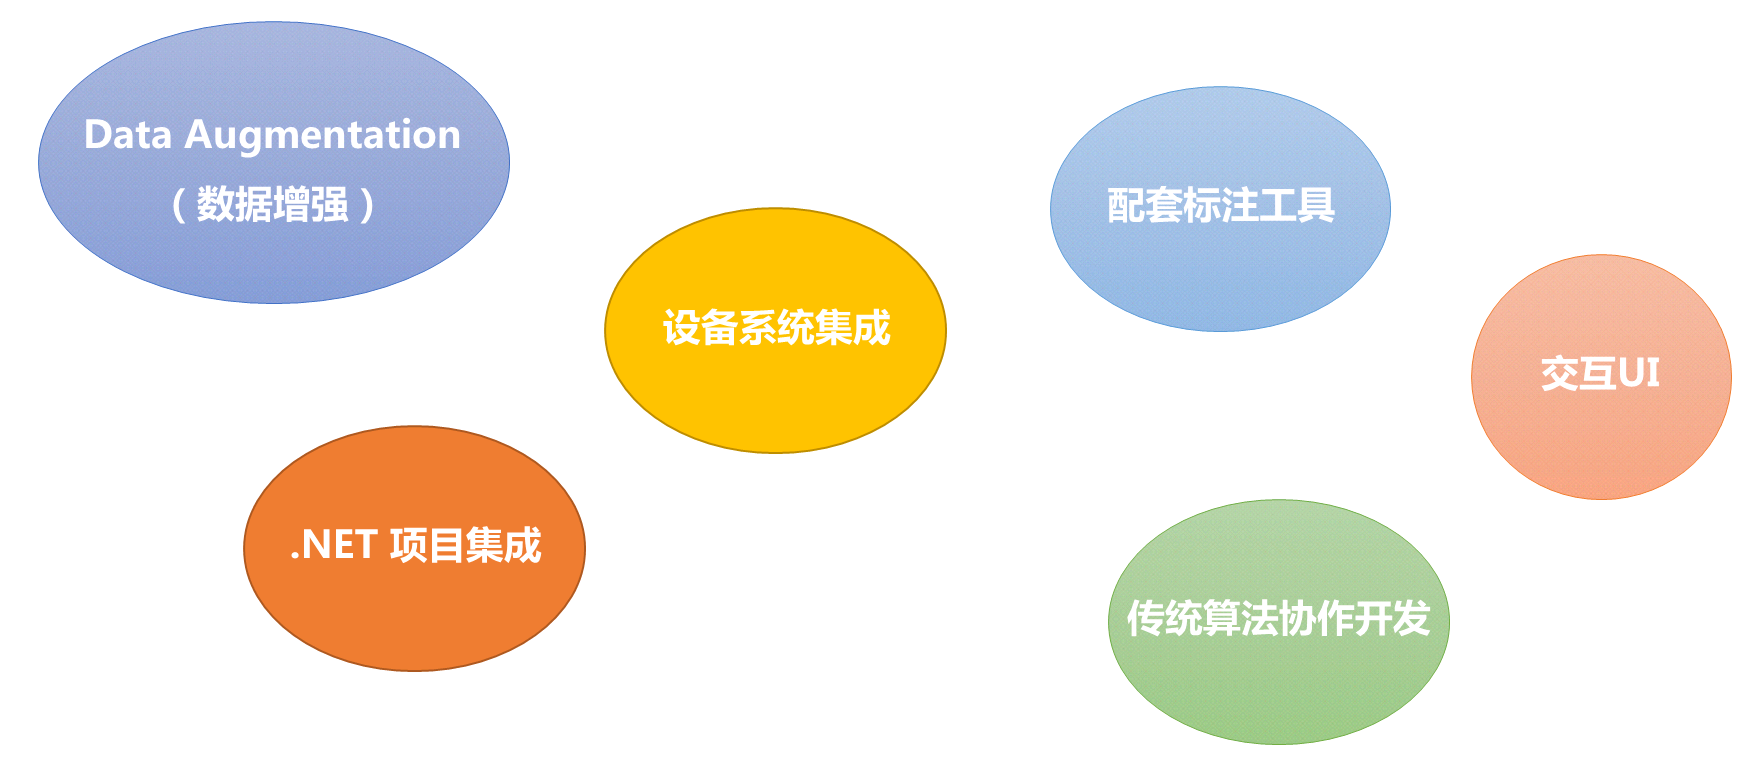 Data Augmentation
（数据增强）
配套标注工具
设备系统集成
交互UI
.NET 项目集成
传统算法协作开发